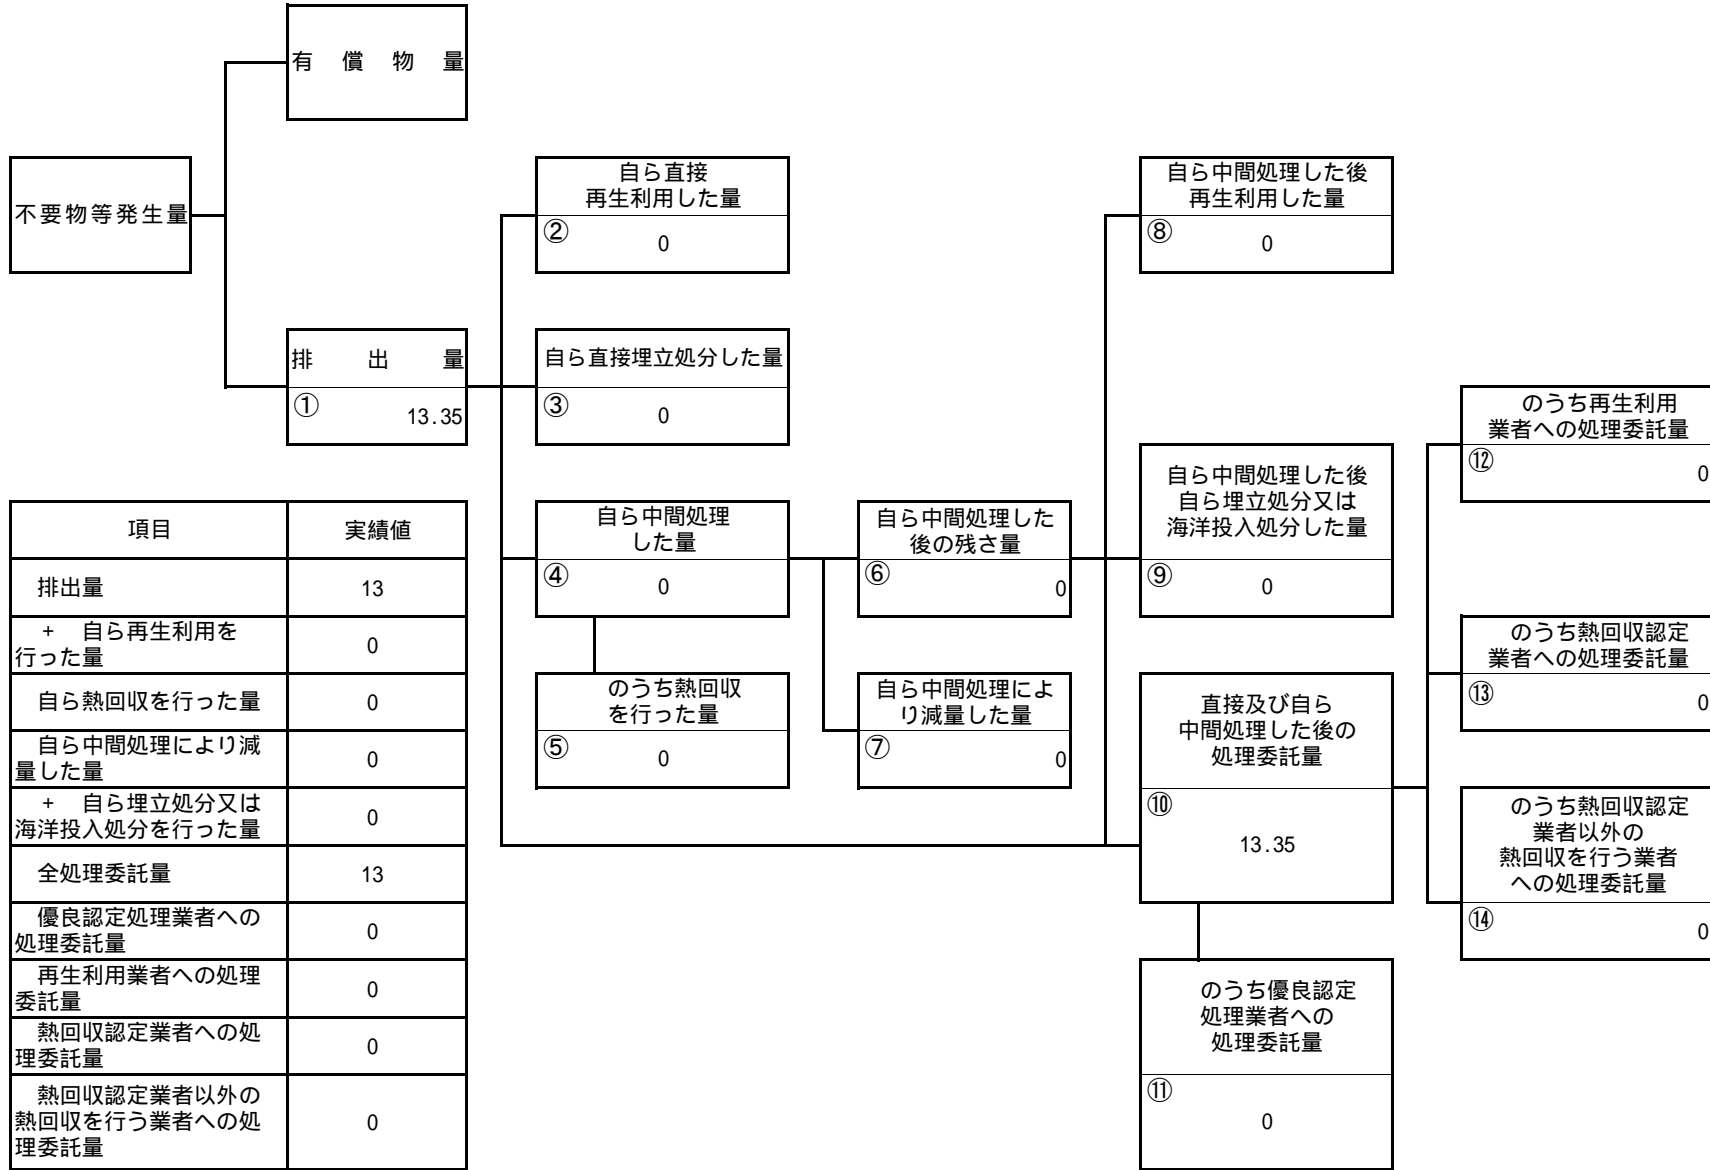 有償物量
不要物等発生量
排出量
① 13.35
自ら直接
再生利用した量
② 0
自ら直接埋立処分した量
③ 0
自ら中間処理
した量
④ 0
のうち熱回収
を行った量
⑤ 0
自ら中間処理した
後の残さ量
⑥ 0
自ら中間処理によ
り減量した量
⑦ 0
自ら中間処理した後
再生利用した量
⑧ 0
自ら中間処理した後
自ら埋立処分又は
海洋投入処分した量
⑨ 0
直接及び自ら
中間処理した後の
処理委託量
⑩
13.35
のうち優良認定
処理業者への
処理委託量
⑪
0
のうち再生利用
業者への処理委託量
⑫ 0
のうち熱回収認定
業者への処理委託量
⑬ 0
のうち熱回収認定
業者以外の
熱回収を行う業者
への処理委託量
⑭ 0
項目 実績値
排出量 13
+ 自ら再生利用を
行った量 0
自ら熱回収を行った量 0
自ら中間処理により減
量した量 0
+ 自ら埋立処分又は
海洋投入処分を行った量 0
全処理委託量 13
優良認定処理業者への
処理委託量 0
再生利用業者への処理
委託量 0
熱回収認定業者への処
理委託量 0
熱回収認定業者以外の
熱回収を行う業者への処
理委託量 0